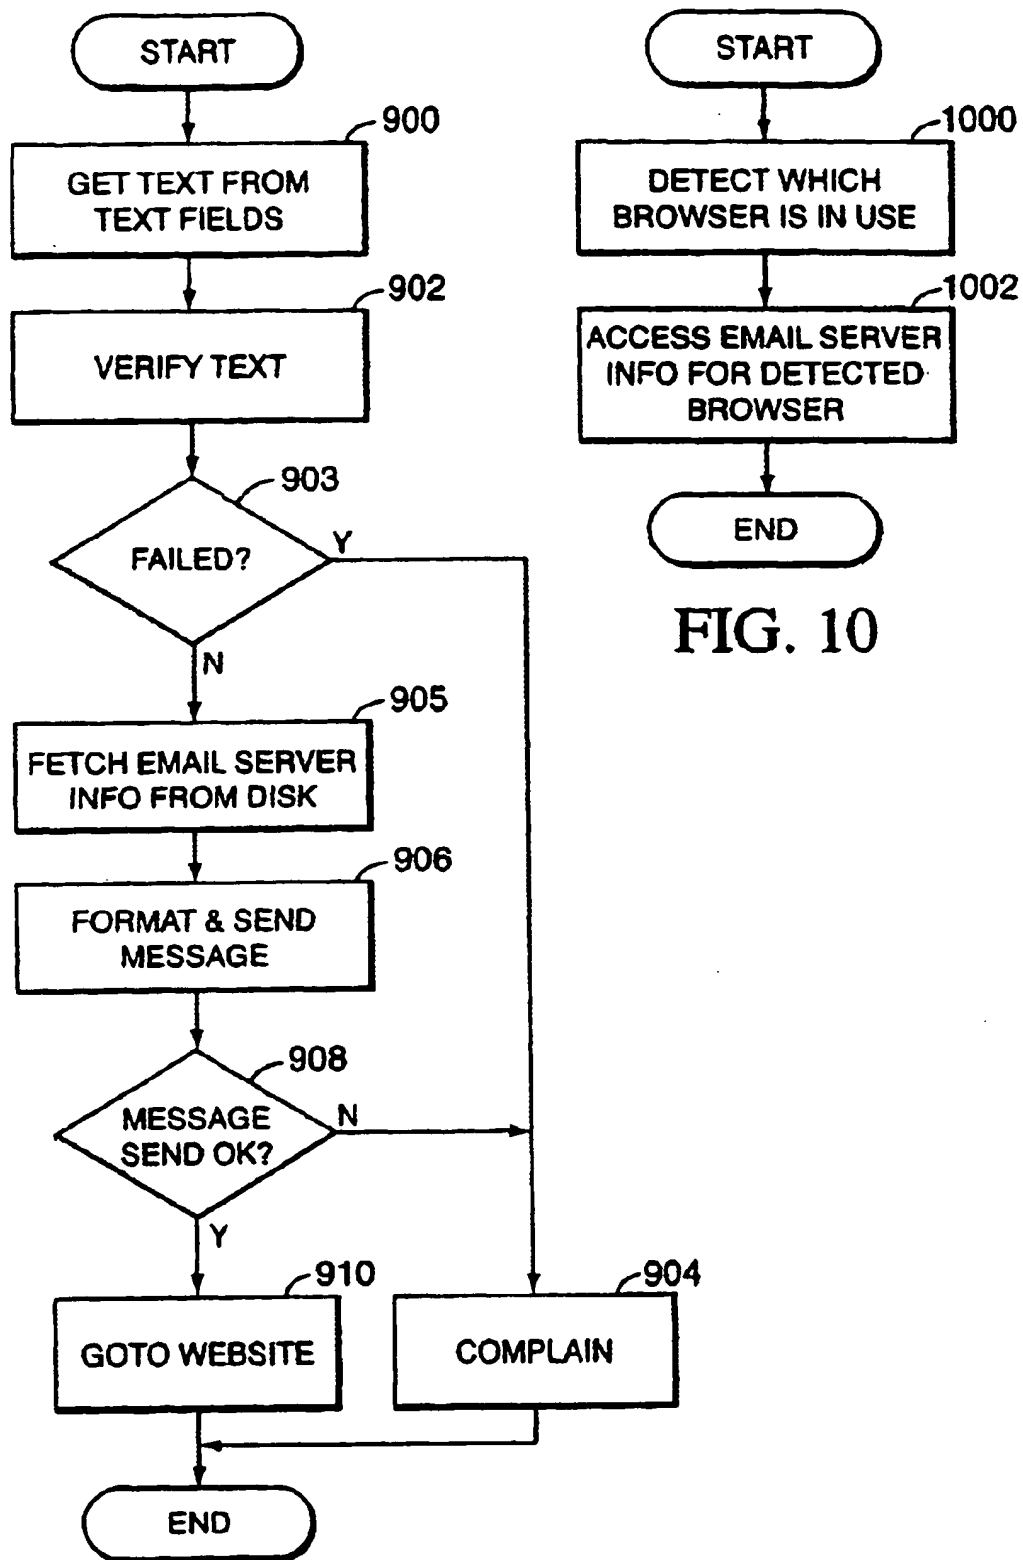 START
900
GET TEXT FROM
TEXT FIELDS
902
VERIFY TEXT
903
FAILED?
Y
N
905
FETCH EMAIL SERVER
INFO FROM DISK
906
FORMAT & SEND
MESSAGE
908
MESSAGE
SEND OK?
N
Y
910
GOTO WEBSITE
904
COMPLAIN
END
START
1000
DETECT WHICH
BROWSER IS IN USE
1002
ACCESS EMAIL SERVER
INFO FOR DETECTED
BROWSER
END
FIG. 10